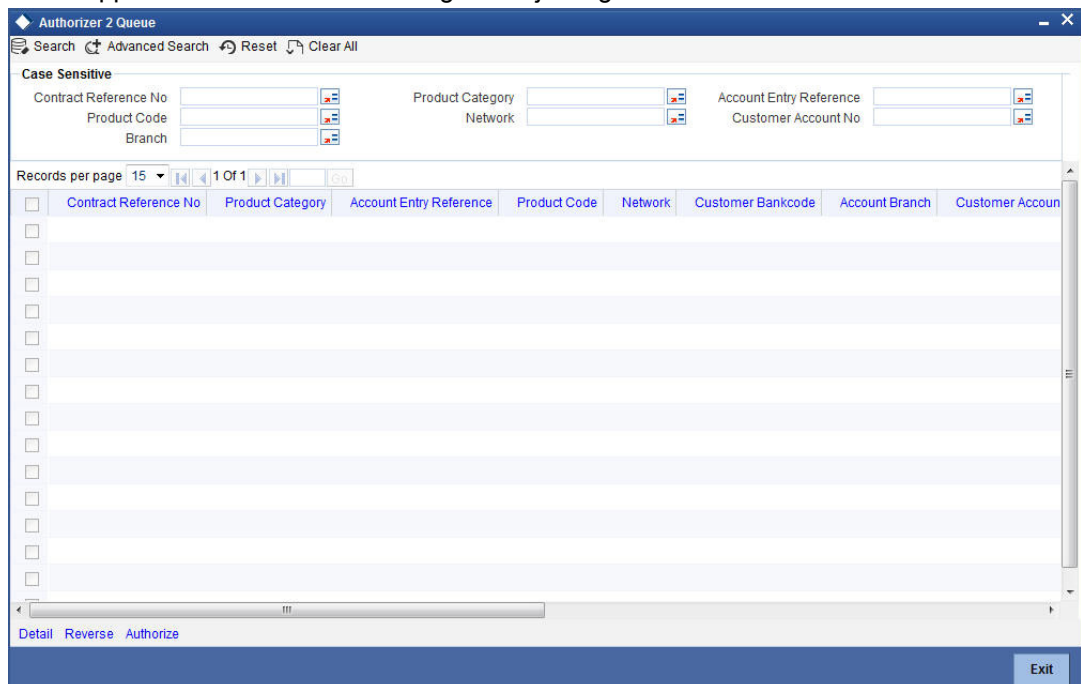 Authorizer 2 Queue
Search Advanced Search Reset Clear All
Case Sensitive
Contract Reference No Product Category Account Entry Reference
Product Code Network Customer Account No
Branch
Records per page 15 1 Of 1 Go
Contract Reference No Product Category Account Entry Reference Product Code Network Customer Bankcode Account Branch Customer Accoun
Detail Reverse Authorize
Exit